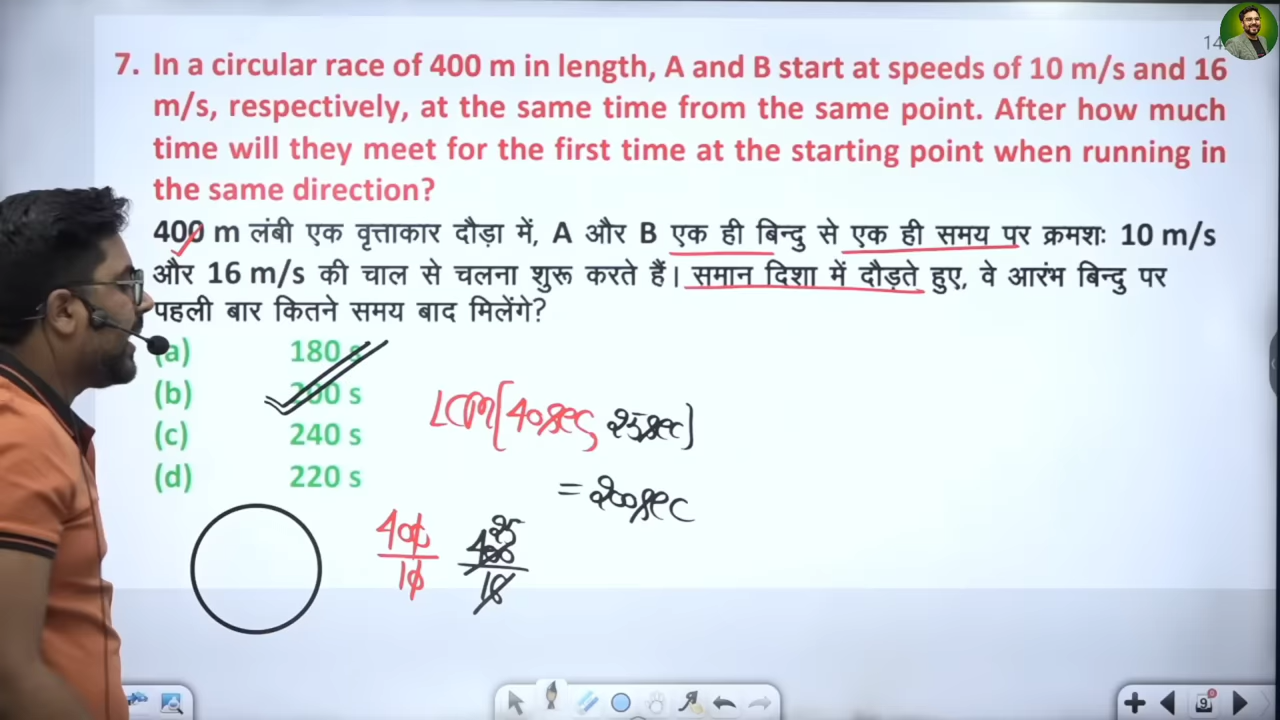 14
7. In a circular race of 400 m in length, A and B start at speeds of 10 m/s and 16
m/s, respectively, at the same time from the same point. After how much
time will they meet for the first time at the starting point when running in
the same direction?
400 m लंबी एक वृत्ताकार दौड़ा में, A और B एक ही बिन्दु से एक ही समय पर क्रमशः 10 m/s
और 16 m/s की चाल से चलना शुरू करते हैं। समान दिशा में दौड़ते हुए, वे आरंभ बिन्दु पर
पहली बार कितने समय बाद मिलेंगे?
(a) 180 s
(b) 200 s
(c) 240 s
(d) 220 s
LCM[40sec, 25sec]
= 200sec
400/10 25
400/16
9